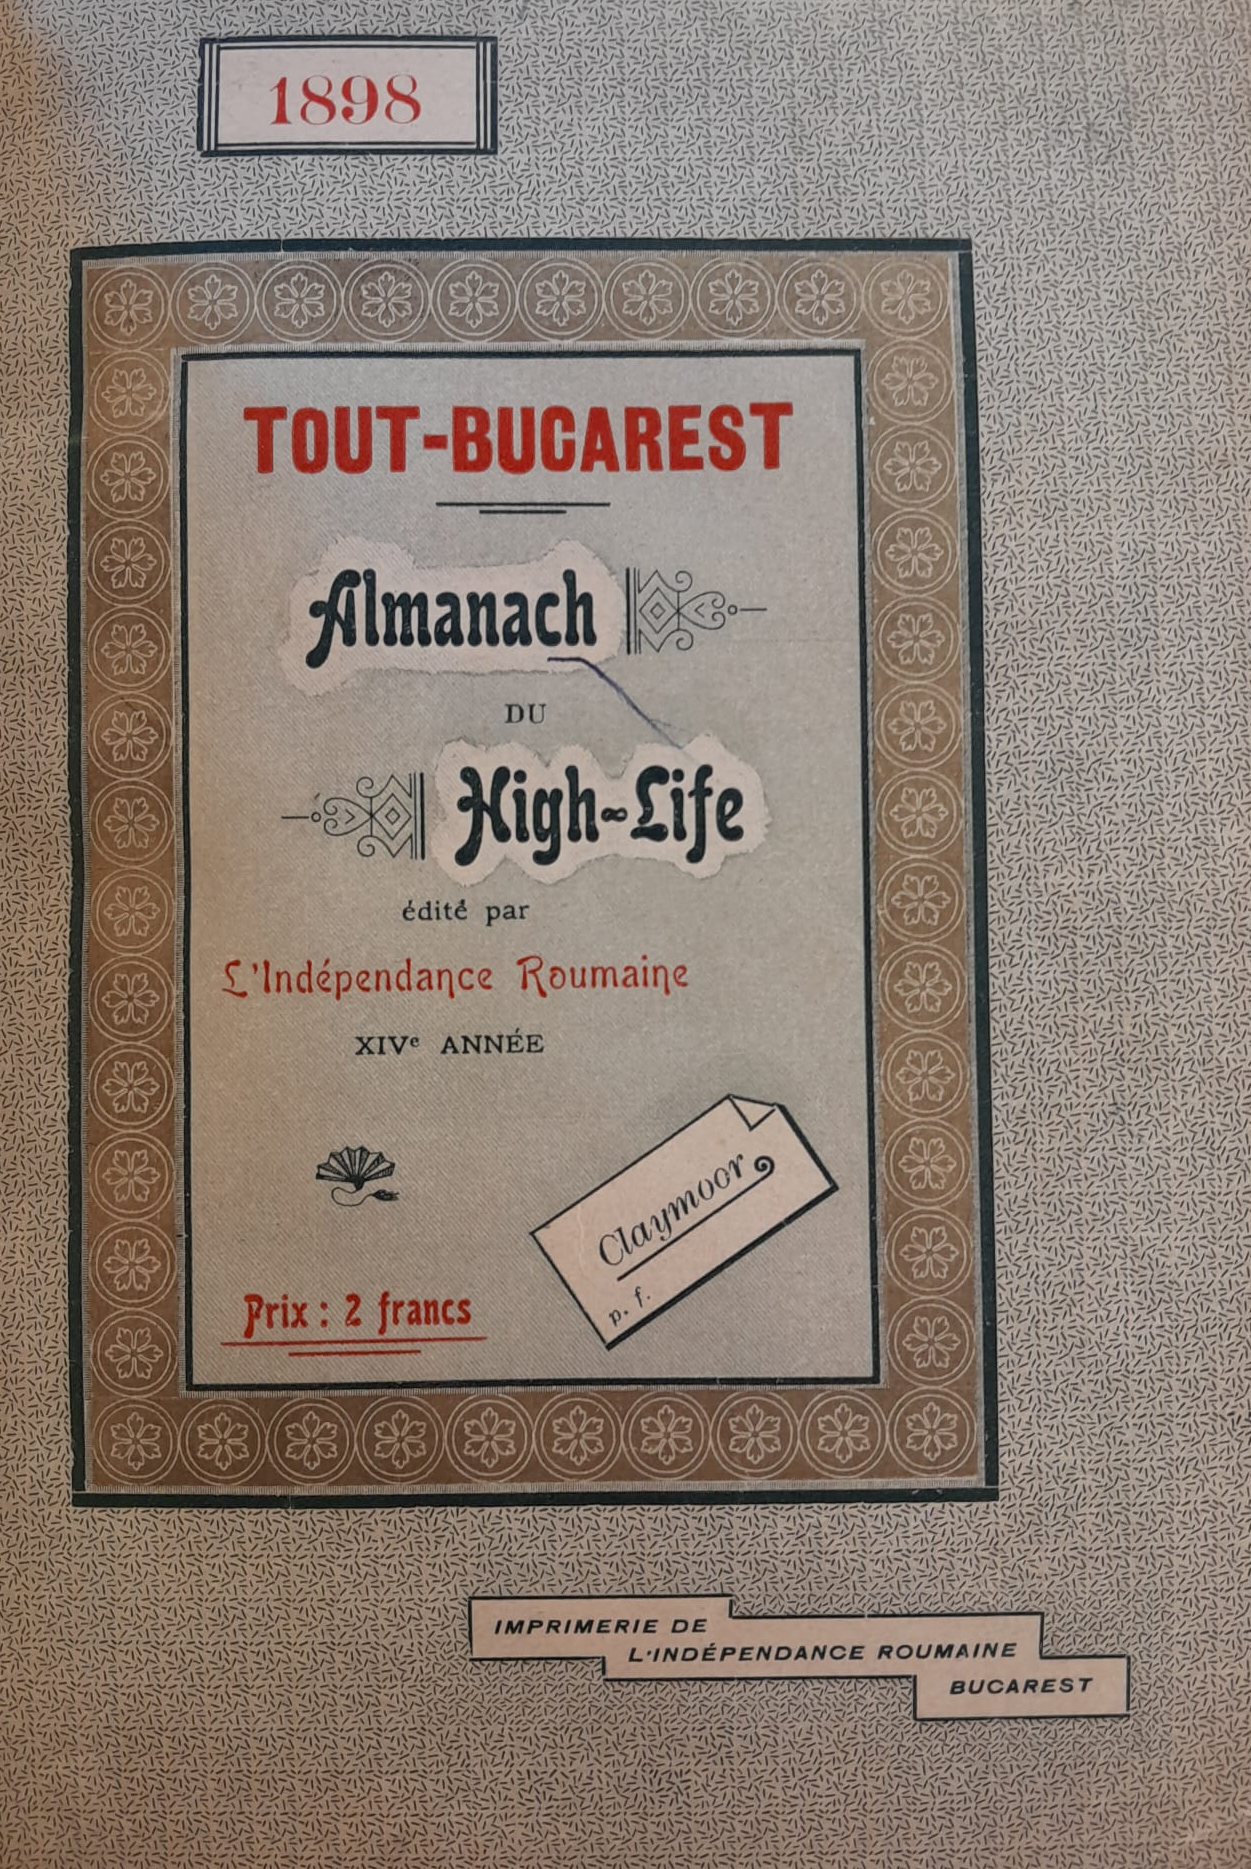 1898
TOUT-BUCAREST
Almanach
DU
High-Life
édité par
L'Indépendance Roumaine
XIVe ANNÉE
Claymoor
p. f.
Prix : 2 francs
IMPRIMERIE DE
L'INDÉPENDANCE ROUMAINE
BUCAREST